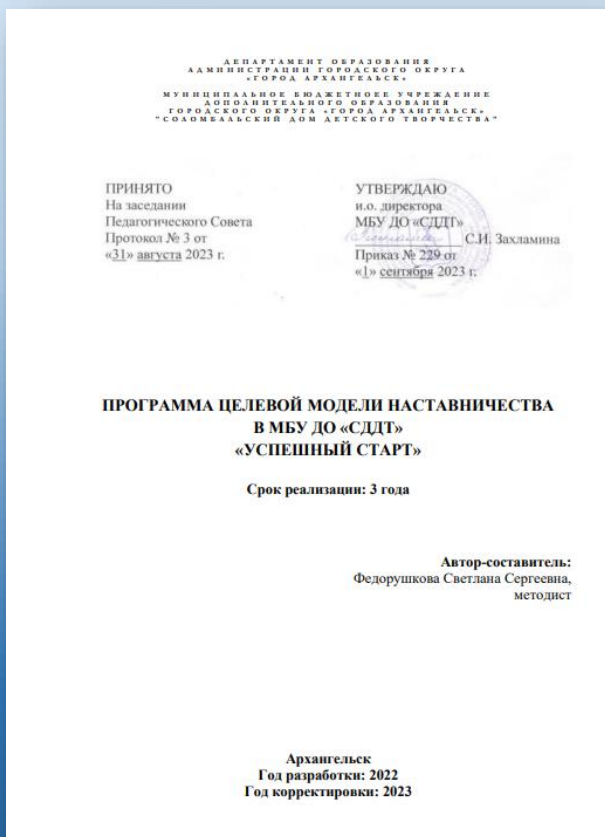 ДЕПАРТАМЕНТ ОБРАЗОВАНИЯ
АДМИНИСТРАЦИИ ГОРОДСКОГО ОКРУГА
«ГОРОД АРХАНГЕЛЬСК»
МУНИЦИПАЛЬНОЕ БЮДЖЕТНОЕЕ УЧРЕЖДЕНИЕ
ДОПОЛНИТЕЛЬНОГО ОБРАЗОВАНИЯ
ГОРОДСКОГО ОКРУГА «ГОРОД АРХАНГЕЛЬСК»
"СОЛОМБАЛЬСКИЙ ДОМ ДЕТСКОГО ТВОРЧЕСТВА"
ПРИНЯТО
На заседании
Педагогического Совета
Протокол № 3 от
«31» августа 2023 г.
УТВЕРЖДАЮ
и.о. директора
МБУ ДО «СДДТ»
С.И. Захламина
Приказ № 229 от
«1» сентября 2023 г.
ПРОГРАММА ЦЕЛЕВОЙ МОДЕЛИ НАСТАВНИЧЕСТВА
В МБУ ДО «СДДТ»
«УСПЕШНЫЙ СТАРТ»
Срок реализации: 3 года
Автор-составитель:
Федорушкова Светлана Сергеевна,
методист
Архангельск
Год разработки: 2022
Год корректировки: 2023